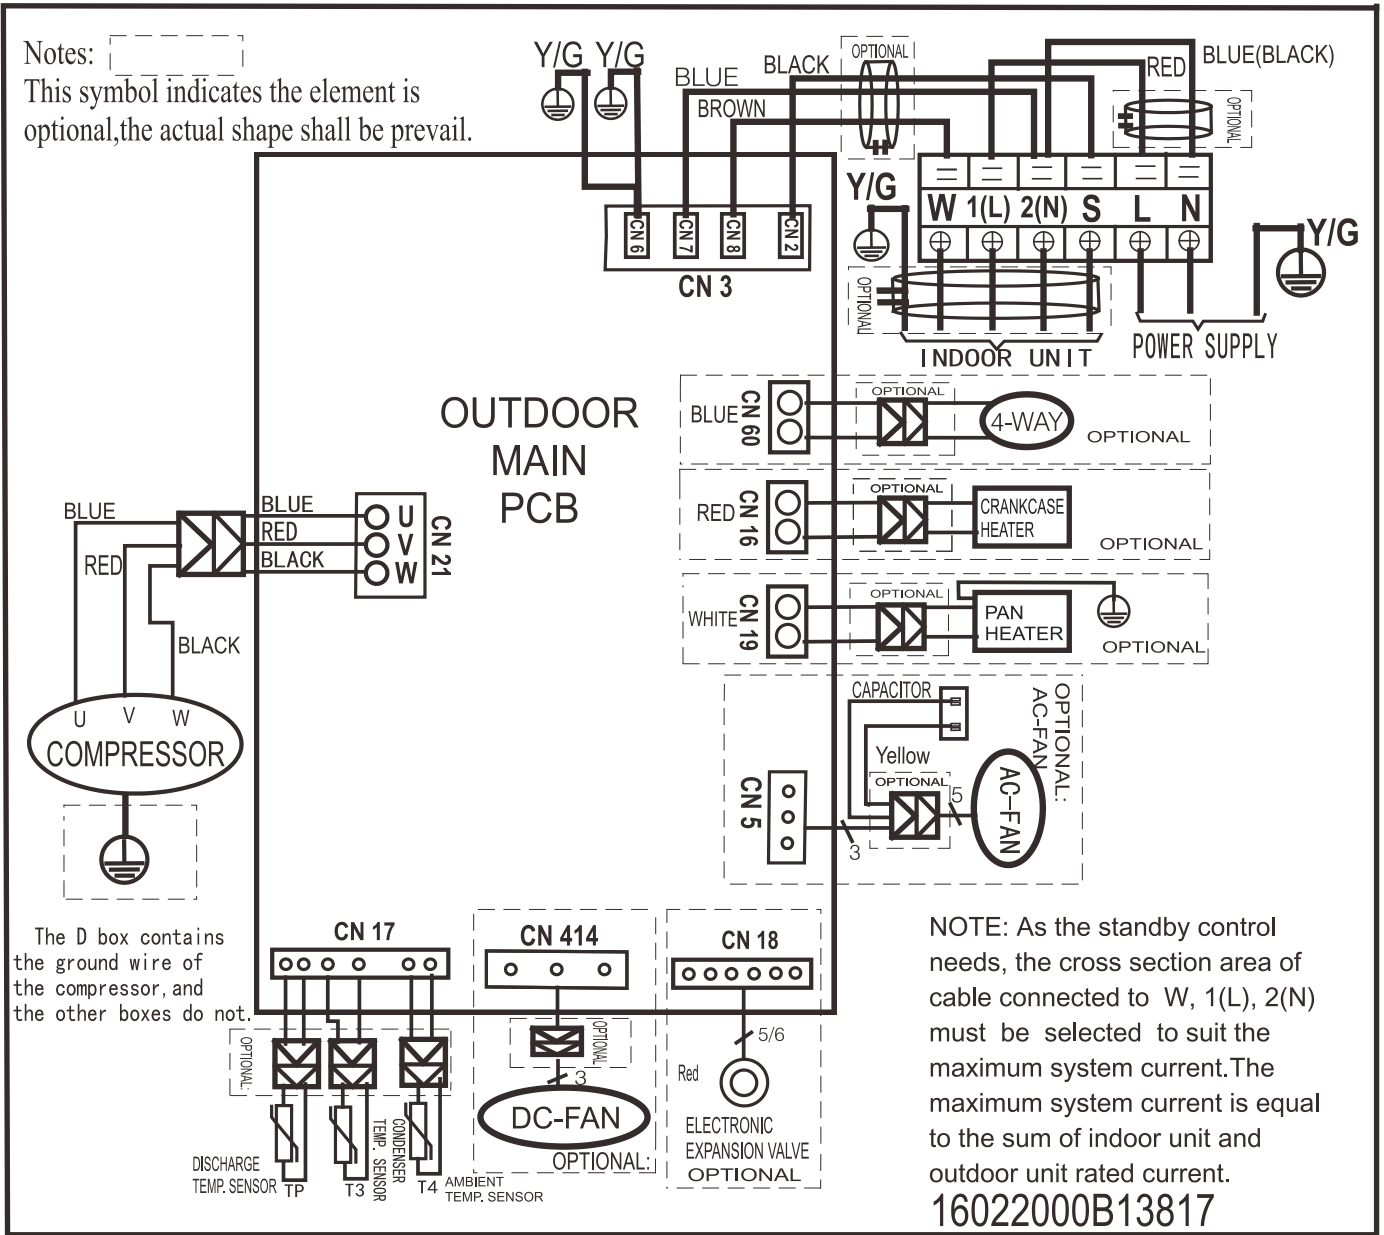 Notes:
This symbol indicates the element is
optional,the actual shape shall be prevail.
Y/G Y/G
BLUE
BLACK
BROWN
OPTIONAL
RED
BLUE(BLACK)
OPTIONAL
Y/G
W 1(L) 2(N) S L N
Y/G
CN 6
CN 7
CN 8
CN 2
CN 3
OPTIONAL
INDOOR UNIT
POWER SUPPLY
OUTDOOR
MAIN
PCB
BLUE
CN 60
OPTIONAL
4-WAY
OPTIONAL
RED
CN 16
OPTIONAL
CRANKCASE
HEATER
OPTIONAL
WHITE
CN 19
OPTIONAL
PAN
HEATER
OPTIONAL
BLUE
RED
BLACK
BLUE
RED
BLACK
U
V
W
CN 21
U V W
COMPRESSOR
CAPACITOR
OPTIONAL:
AC-FAN
Yellow
OPTIONAL
CN 5
3
5
AC-FAN
The D box contains
the ground wire of
the compressor,and
the other boxes do not.
CN 17
OPTIONAL:
DISCHARGE
TEMP. SENSOR
TP
T3
CONDENSER
TEMP. SENSOR
T4
AMBIENT
TEMP. SENSOR
CN 414
OPTIONAL
3
DC-FAN
OPTIONAL:
CN 18
5/6
Red
ELECTRONIC
EXPANSION VALVE
OPTIONAL
NOTE: As the standby control
needs, the cross section area of
cable connected to W, 1(L), 2(N)
must be selected to suit the
maximum system current.The
maximum system current is equal
to the sum of indoor unit and
outdoor unit rated current.
16022000B13817